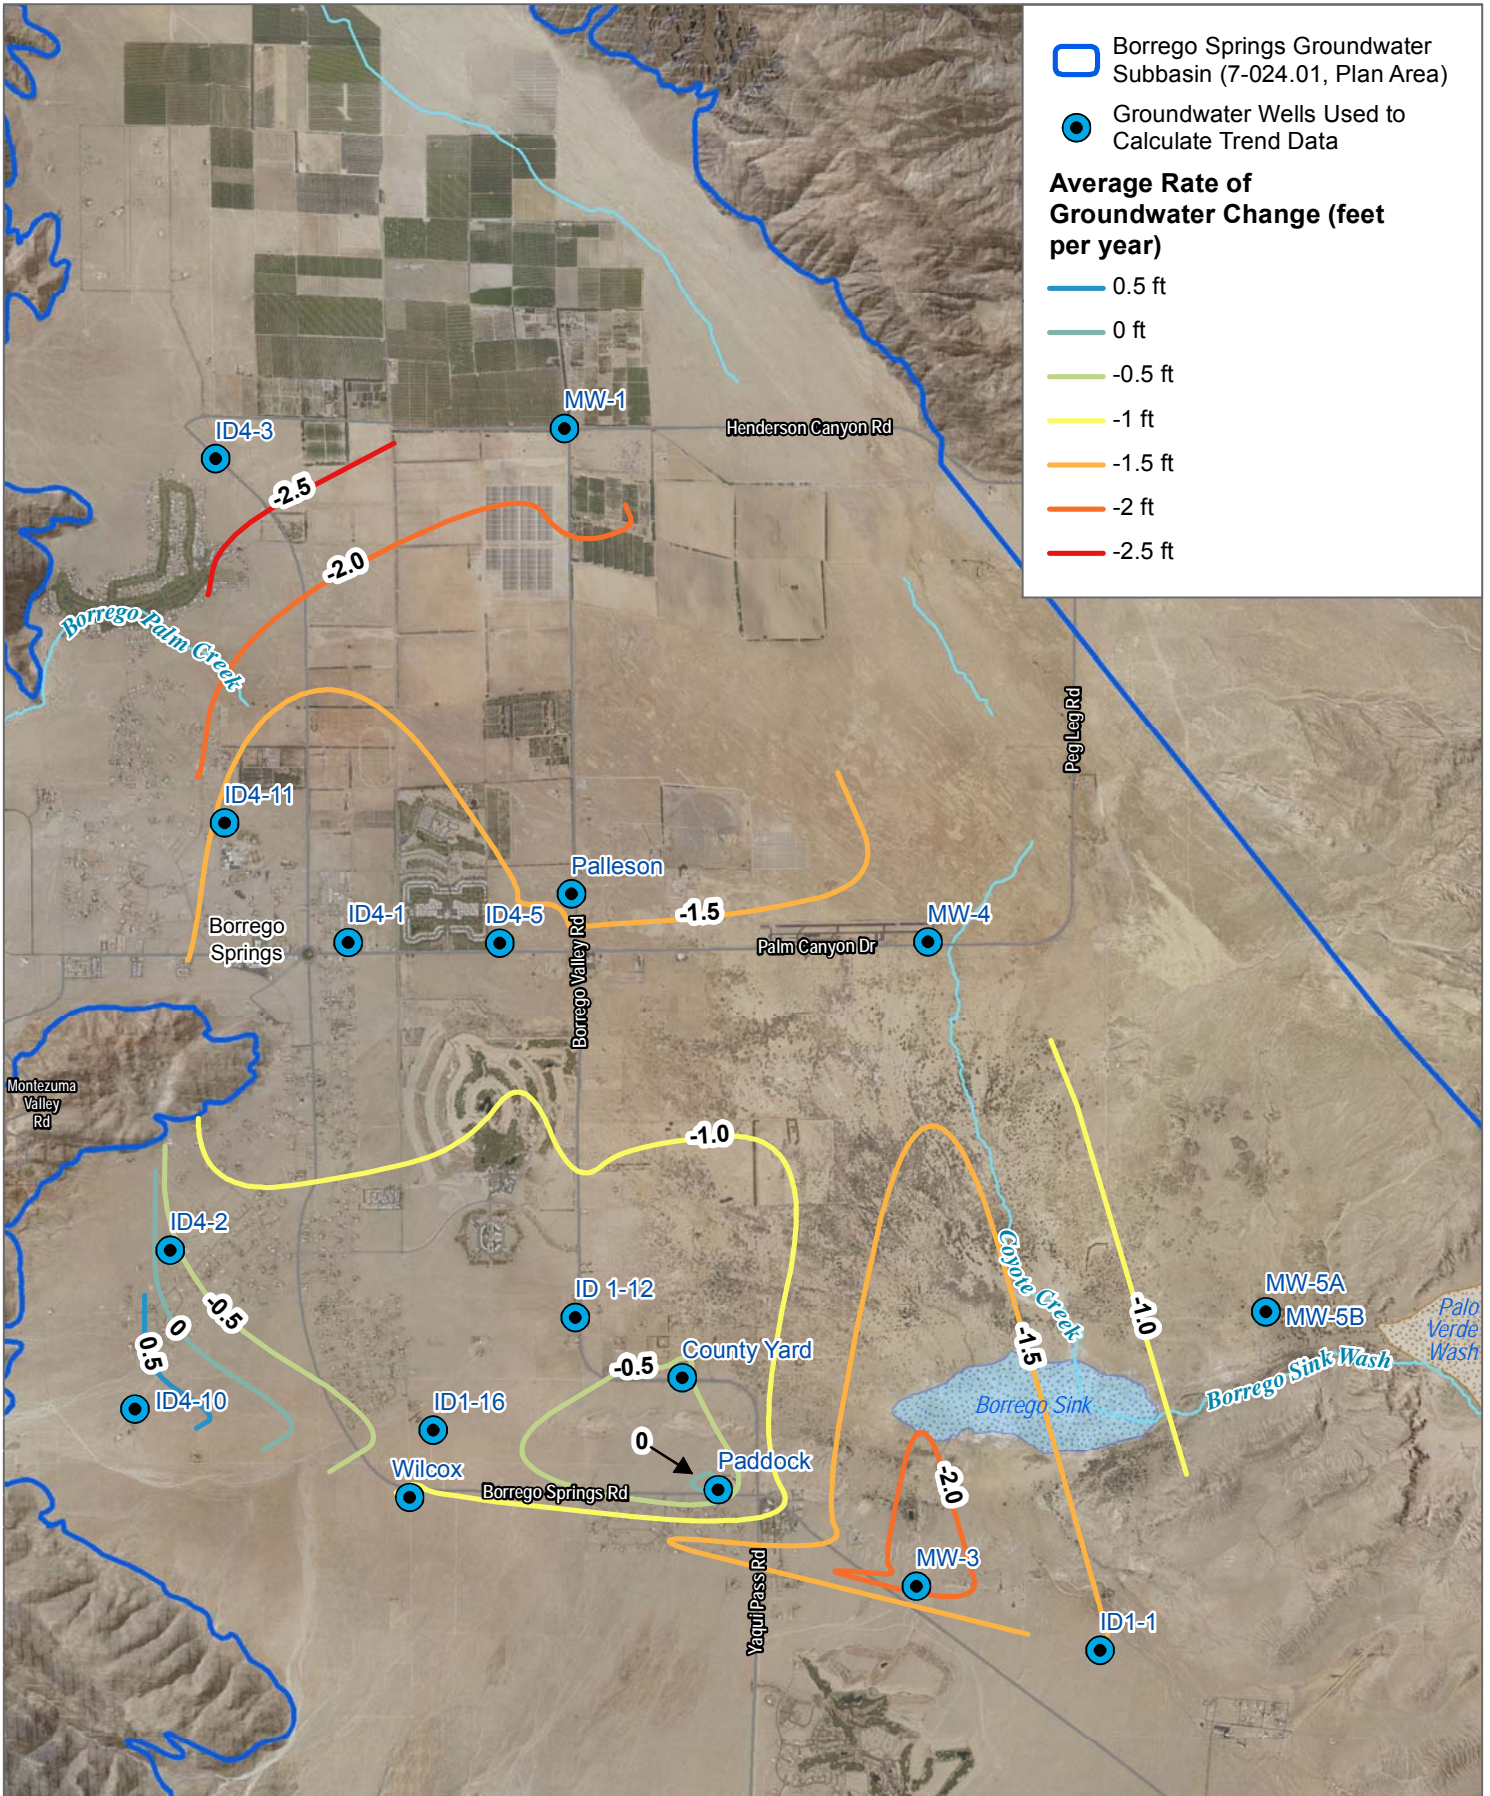 Borrego Springs Groundwater
Subbasin (7-024.01, Plan Area)
Groundwater Wells Used to
Calculate Trend Data
Average Rate of
Groundwater Change (feet
per year)
0.5 ft
0 ft
-0.5 ft
-1 ft
-1.5 ft
-2 ft
-2.5 ft
MW-1
Henderson Canyon Rd
ID4-3
-2.5
-2.0
Borrego Palm Creek
Peg Leg Rd
ID4-11
Palleson
-1.5
ID4-1
ID4-5
MW-4
Borrego
Springs
Palm Canyon Dr
Borrego Valley Rd
Montezuma
Valley
Rd
-1.0
ID4-2
Coyote Creek
MW-5A
MW-5B
Palo
Verde
Wash
ID 1-12
-0.5
0
0.5
-1.0
-1.5
County Yard
-0.5
Borrego Sink Wash
ID4-10
ID1-16
Borrego Sink
0
Paddock
Wilcox
Borrego Springs Rd
-2.0
MW-3
Yaqui Pass Rd
ID1-1